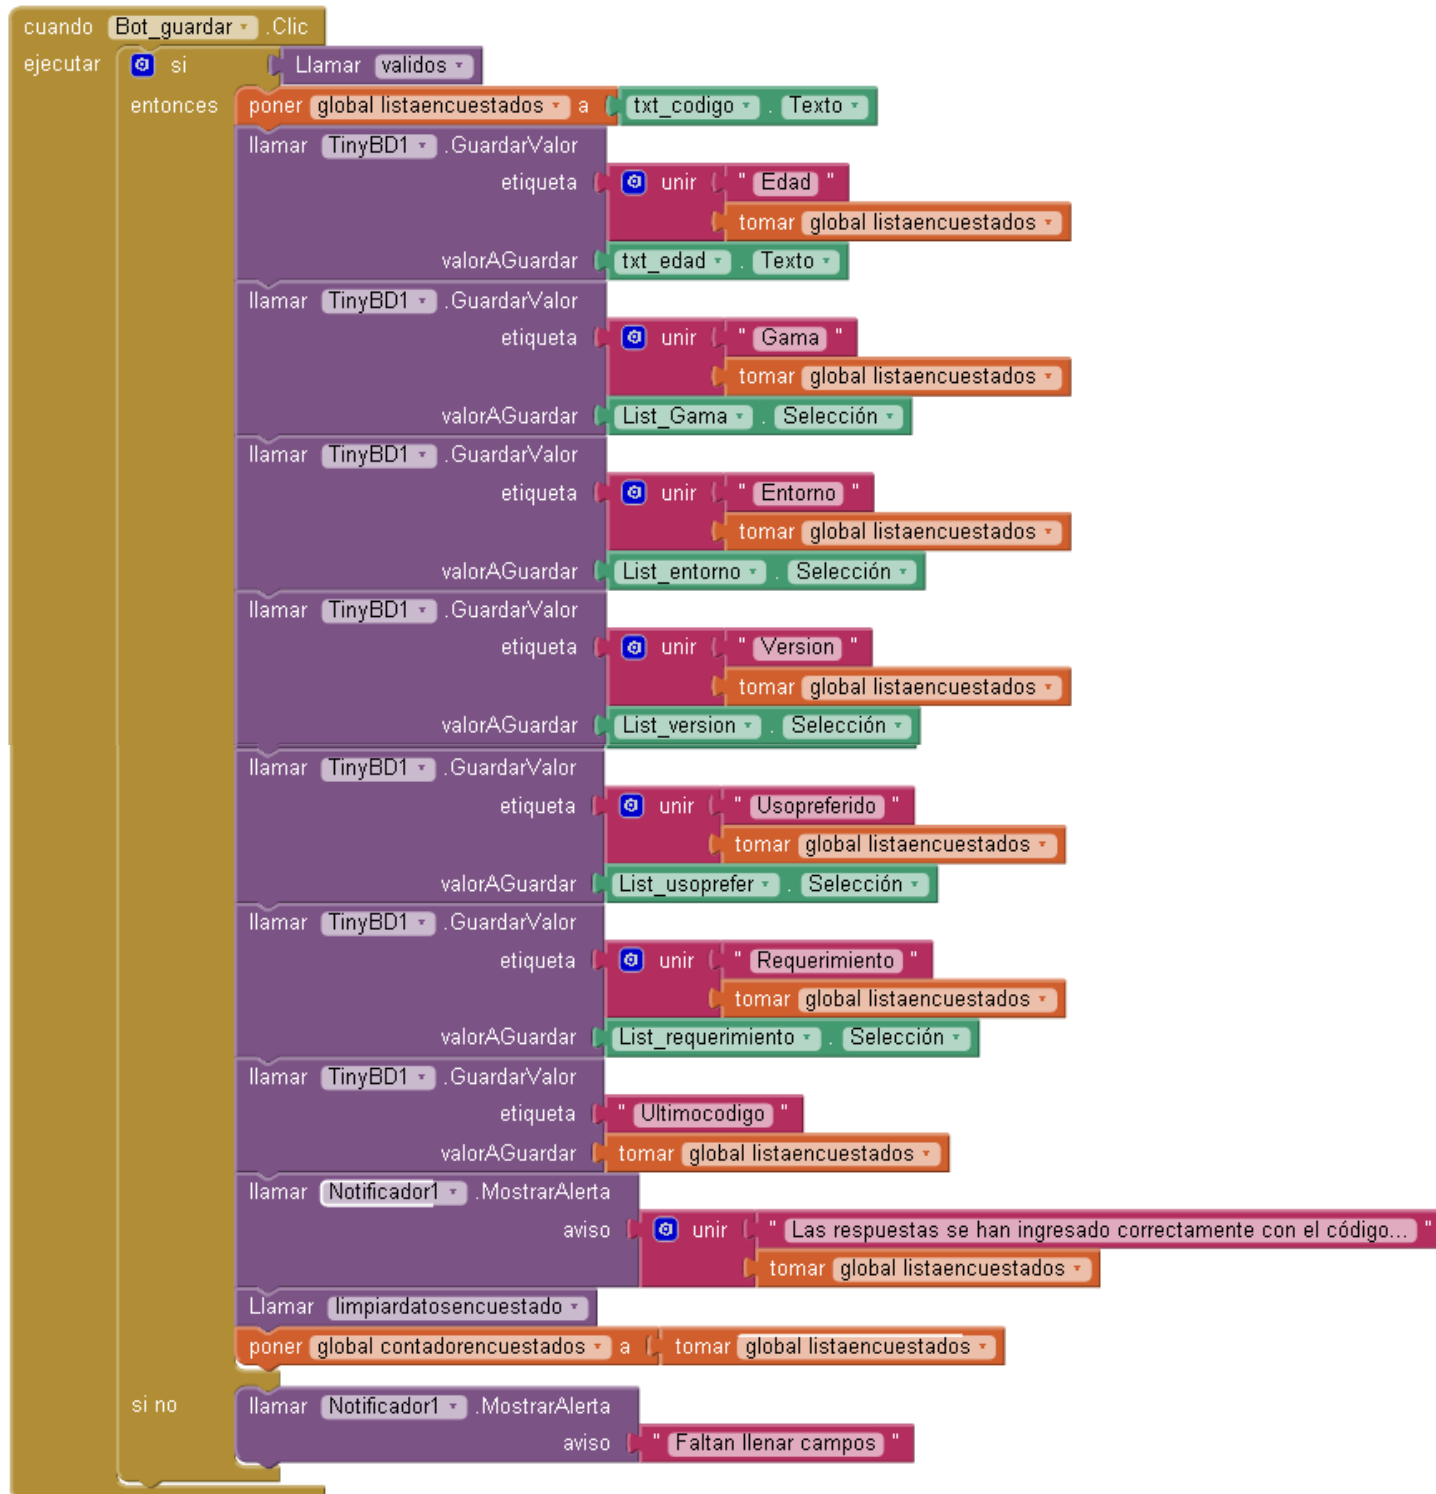 cuando Bot_guardar .Clic
ejecutar si Llamar validos
entonces poner global listaencuestados a txt_codigo . Texto
llamar TinyBD1 .GuardarValor
etiqueta unir " Edad "
tomar global listaencuestados
valorAGuardar txt_edad . Texto
llamar TinyBD1 .GuardarValor
etiqueta unir " Gama "
tomar global listaencuestados
valorAGuardar List_Gama . Selección
llamar TinyBD1 .GuardarValor
etiqueta unir " Entorno "
tomar global listaencuestados
valorAGuardar List_entorno . Selección
llamar TinyBD1 .GuardarValor
etiqueta unir " Version "
tomar global listaencuestados
valorAGuardar List_version . Selección
llamar TinyBD1 .GuardarValor
etiqueta unir " Usopreferido "
tomar global listaencuestados
valorAGuardar List_usoprefer . Selección
llamar TinyBD1 .GuardarValor
etiqueta unir " Requerimiento "
tomar global listaencuestados
valorAGuardar List_requerimiento . Selección
llamar TinyBD1 .GuardarValor
etiqueta " Ultimocodigo "
valorAGuardar tomar global listaencuestados
llamar Notificador1 .MostrarAlerta
aviso unir " Las respuestas se han ingresado correctamente con el código... "
tomar global listaencuestados
Llamar limpiardatosencuestado
poner global contadorencuestados a tomar global listaencuestados
si no llamar Notificador1 .MostrarAlerta
aviso " Faltan llenar campos "